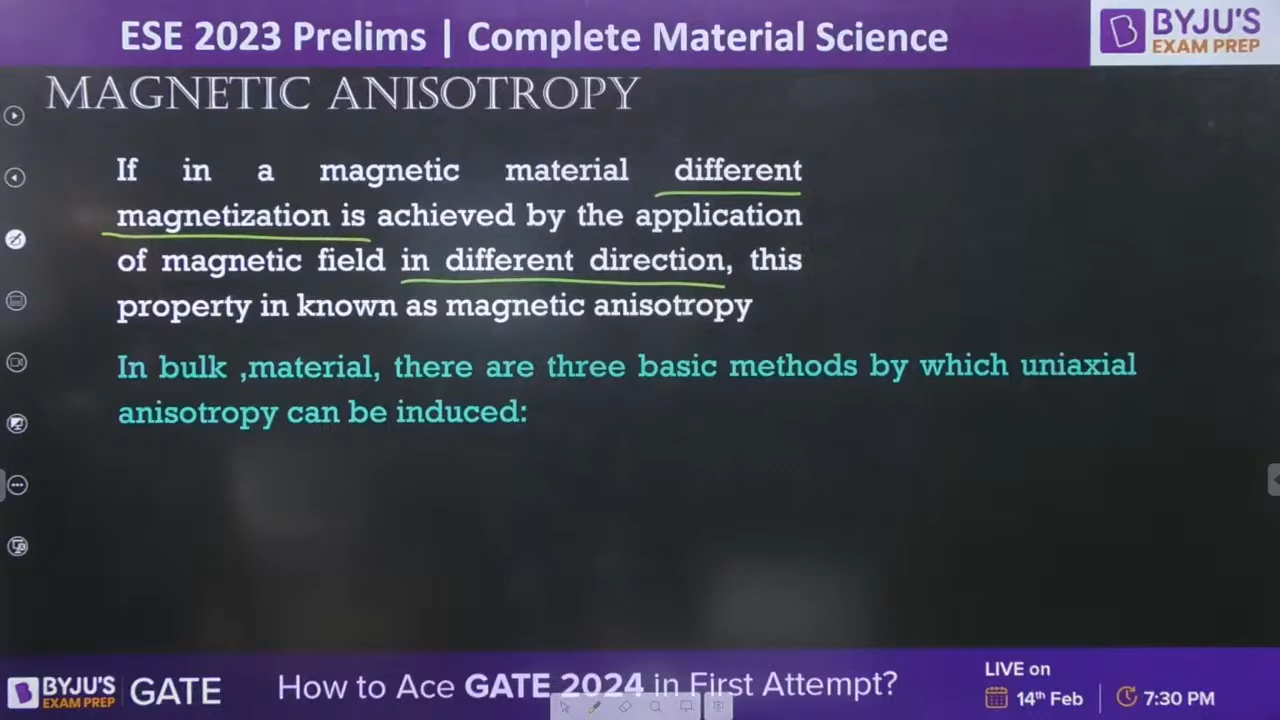 ESE 2023 Prelims | Complete Material Science
BYJU'S
EXAM PREP
MAGNETIC ANISOTROPY
If in a magnetic material different
magnetization is achieved by the application
of magnetic field in different direction, this
property in known as magnetic anisotropy
In bulk ,material, there are three basic methods by which uniaxial
anisotropy can be induced:
BYJU'S
EXAM PREP
GATE
How to Ace GATE 2024 in First Attempt?
LIVE on
14th Feb
7:30 PM